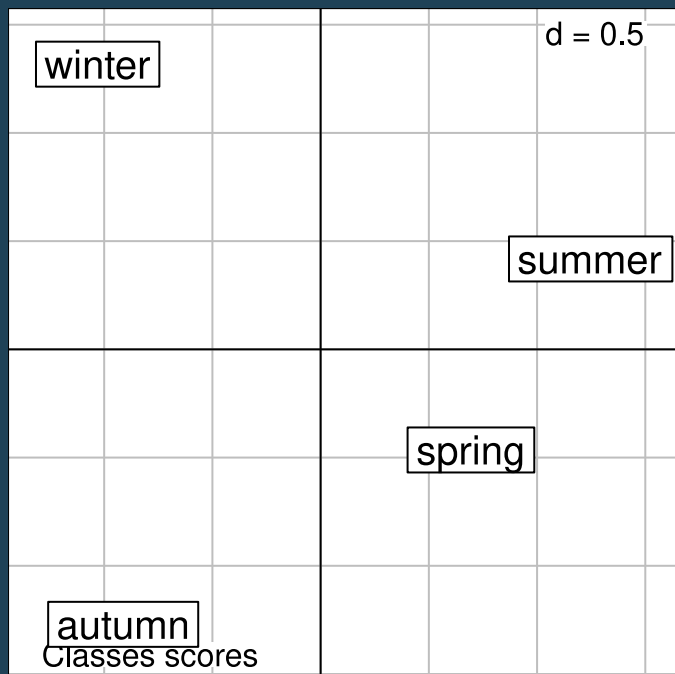 d = 0.5
winter
summer
spring
autumn
Classes scores